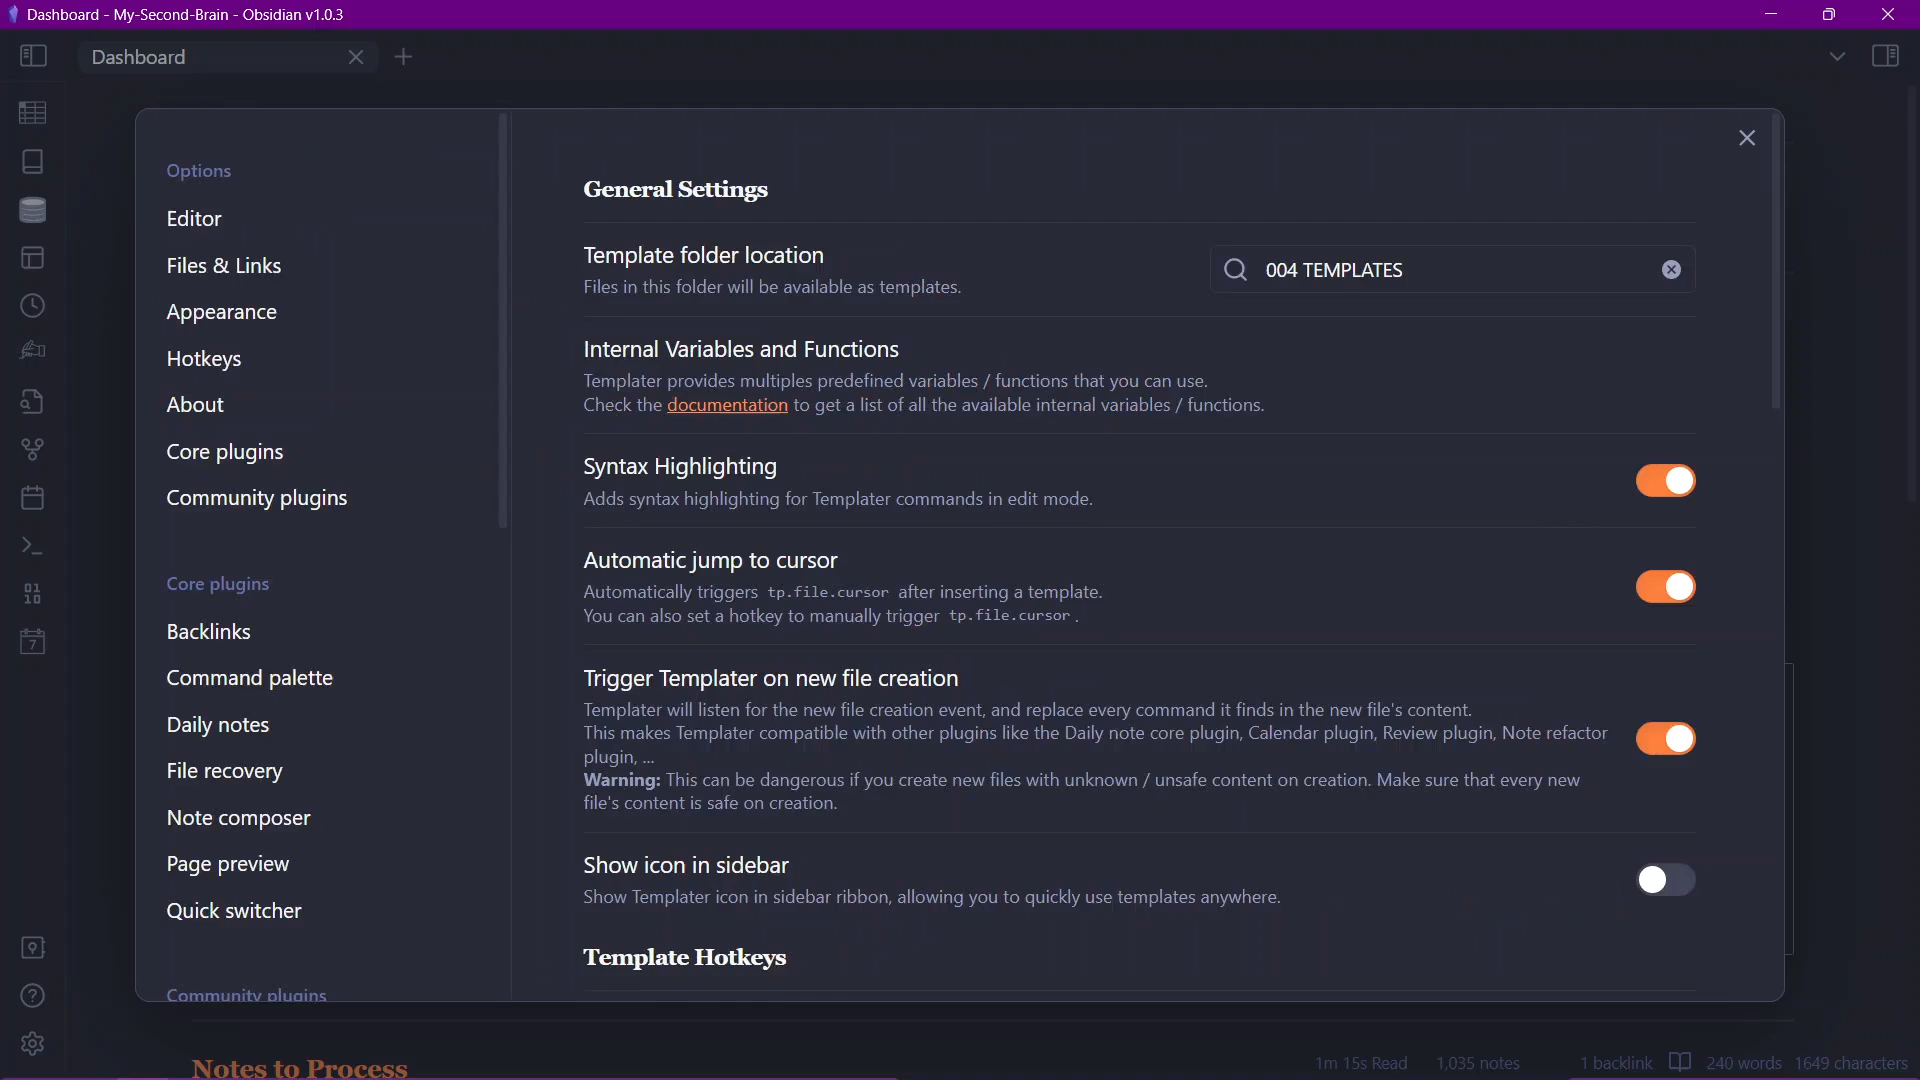 Dashboard - My-Second-Brain - Obsidian v1.0.3
Dashboard
Options
Editor
Files & Links
Appearance
Hotkeys
About
Core plugins
Community plugins
Core plugins
Backlinks
Command palette
Daily notes
File recovery
Note composer
Page preview
Quick switcher
Community plugins
General Settings
Template folder location
Files in this folder will be available as templates.
004 TEMPLATES
Internal Variables and Functions
Templater provides multiples predefined variables / functions that you can use.
Check the documentation to get a list of all the available internal variables / functions.
Syntax Highlighting
Adds syntax highlighting for Templater commands in edit mode.
Automatic jump to cursor
Automatically triggers tp.file.cursor after inserting a template.
You can also set a hotkey to manually trigger tp.file.cursor.
Trigger Templater on new file creation
Templater will listen for the new file creation event, and replace every command it finds in the new file's content.
This makes Templater compatible with other plugins like the Daily note core plugin, Calendar plugin, Review plugin, Note refactor
plugin, ...
Warning: This can be dangerous if you create new files with unknown / unsafe content on creation. Make sure that every new
file's content is safe on creation.
Show icon in sidebar
Show Templater icon in sidebar ribbon, allowing you to quickly use templates anywhere.
Template Hotkeys
Notes to Process
1m 15s Read
1,035 notes
1 backlink
240 words
1649 characters
01
10
7